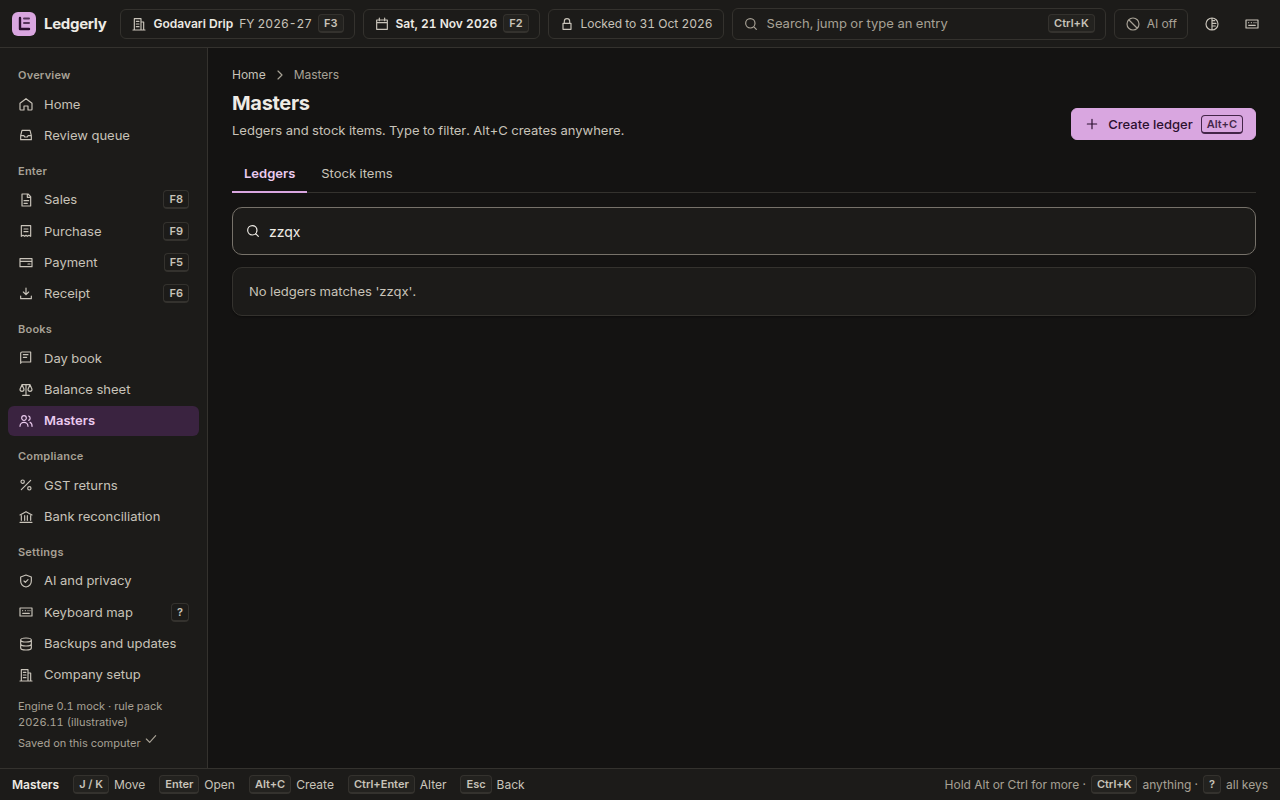 Ledgerly
Godavari Drip FY 2026-27 F3
Sat, 21 Nov 2026 F2
Locked to 31 Oct 2026
Search, jump or type an entry Ctrl+K
AI off
Overview
Home
Review queue
Enter
Sales F8
Purchase F9
Payment F5
Receipt F6
Books
Day book
Balance sheet
Masters
Compliance
GST returns
Bank reconciliation
Settings
AI and privacy
Keyboard map ?
Backups and updates
Company setup
Engine 0.1 mock · rule pack
2026.11 (illustrative)
Saved on this computer
Home Masters
Masters
Ledgers and stock items. Type to filter. Alt+C creates anywhere.
Create ledger Alt+C
Ledgers Stock items
zzqx
No ledgers matches 'zzqx'.
Masters J / K Move Enter Open Alt+C Create Ctrl+Enter Alter Esc Back
Hold Alt or Ctrl for more · Ctrl+K anything · ? all keys